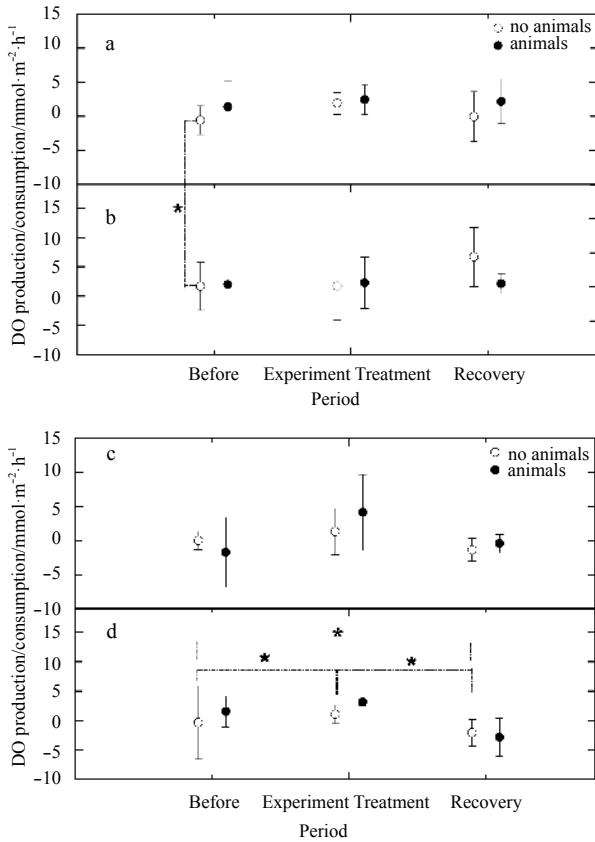 15
10
5
0
−5
−10
a
no animals
animals
*
15
10
5
0
−5
−10
b
DO production/consumption/mmol·m⁻²·h⁻¹
Before
Experiment Treatment
Recovery
Period
15
10
5
0
−5
−10
c
no animals
animals
15
10
5
0
−5
−10
d
*
*
*
DO production/consumption/mmol·m⁻²·h⁻¹
Before
Experiment Treatment
Recovery
Period